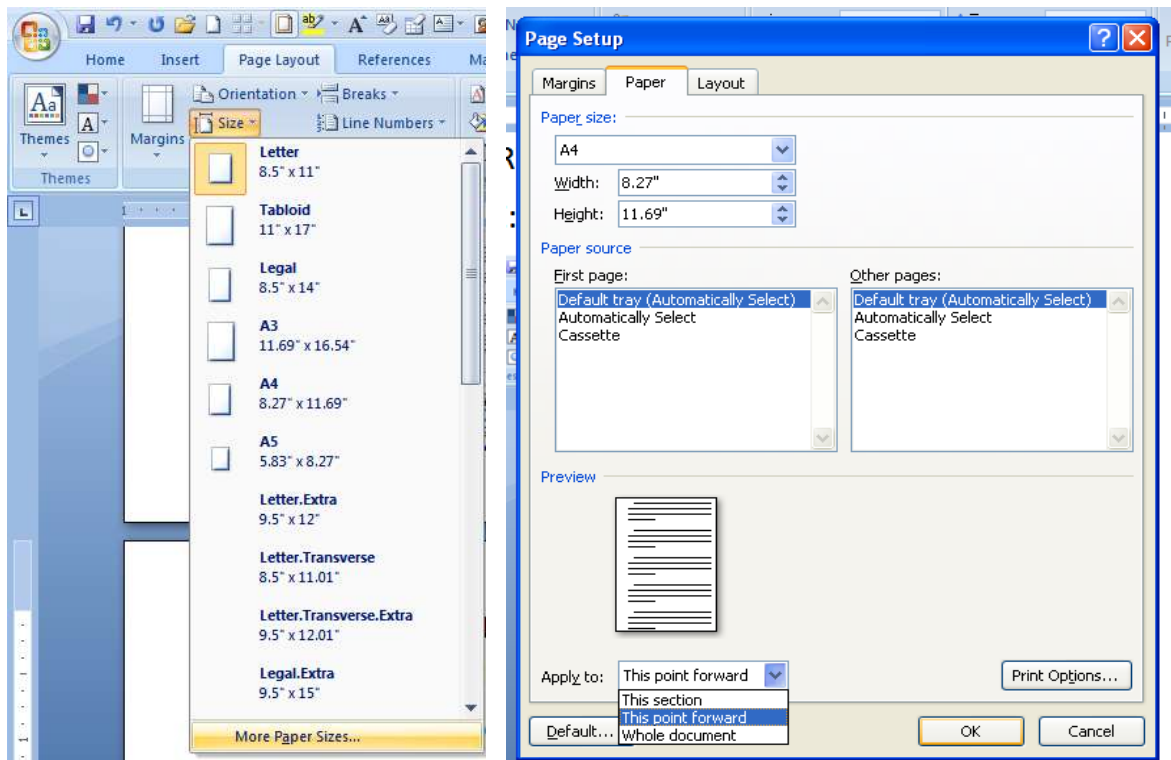 Home Insert Page Layout References Ma
Aa
Orientation Breaks
A
Size Line Numbers
Themes Margins
Themes
Letter
8.5" x 11"
Tabloid
11" x 17"
Legal
8.5" x 14"
A3
11.69" x 16.54"
A4
8.27" x 11.69"
A5
5.83" x 8.27"
Letter.Extra
9.5" x 12"
Letter.Transverse
8.5" x 11.01"
Letter.Transverse.Extra
9.5" x 12.01"
Legal.Extra
9.5" x 15"
More Paper Sizes...
Page Setup
Margins Paper Layout
Paper size:
A4
Width: 8.27"
Height: 11.69"
Paper source
First page:
Default tray (Automatically Select)
Automatically Select
Cassette
Other pages:
Default tray (Automatically Select)
Automatically Select
Cassette
Preview
Apply to: This point forward
This section
This point forward
Whole document
Print Options...
Default... OK Cancel